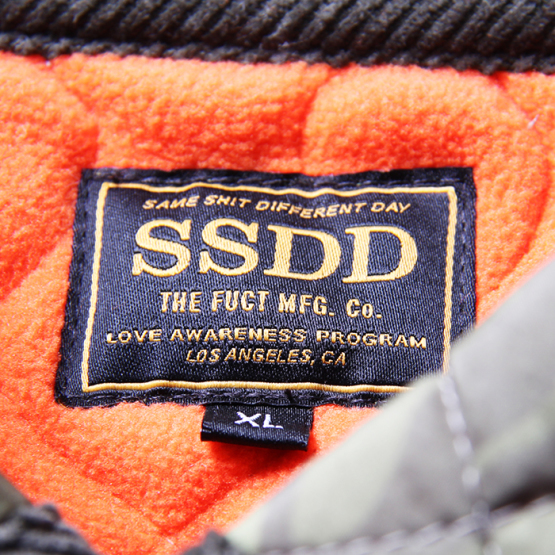 SAME SHIT DIFFERENT DAY
SSDD
THE FUCT MFG. Co.
LOVE AWARENESS PROGRAM
LOS ANGELES, CA
XL